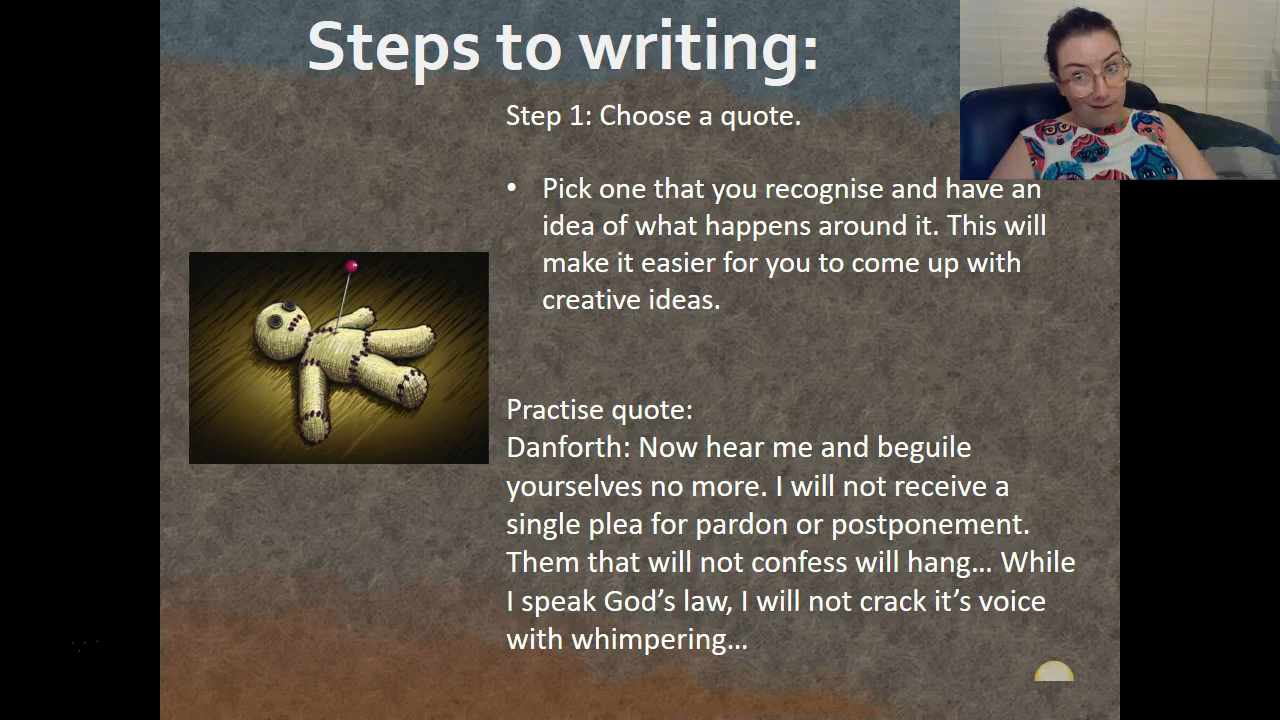 Steps to writing:
Step 1: Choose a quote.
• Pick one that you recognise and have an
idea of what happens around it. This will
make it easier for you to come up with
creative ideas.
Practise quote:
Danforth: Now hear me and beguile
yourselves no more. I will not receive a
single plea for pardon or postponement.
Them that will not confess will hang… While
I speak God’s law, I will not crack it’s voice
with whimpering…